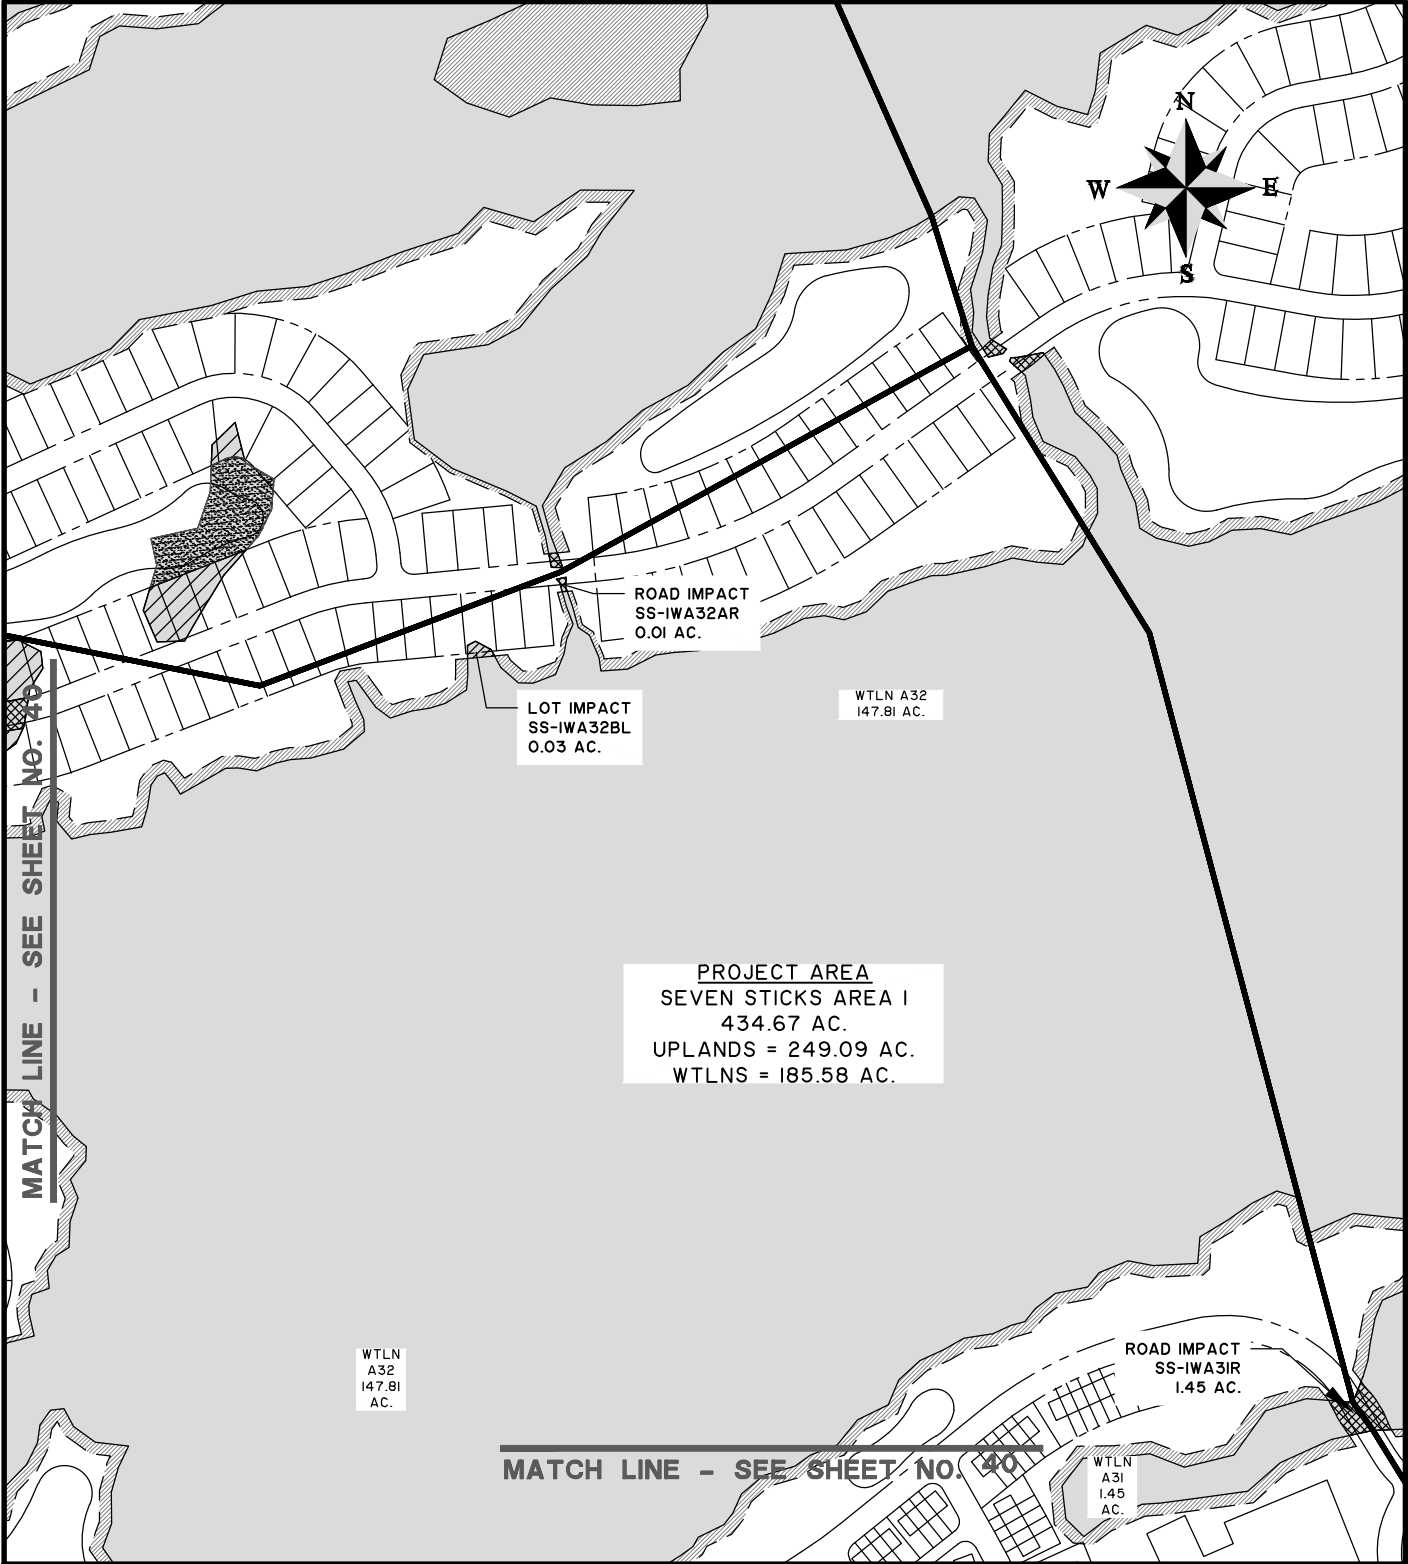 N
W E
S
ROAD IMPACT
SS-IWA32AR
0.01 AC.
LOT IMPACT
SS-IWA32BL
0.03 AC.
WTLN A32
147.81 AC.
MATCH LINE - SEE SHEET NO. 40
PROJECT AREA
SEVEN STICKS AREA I
434.67 AC.
UPLANDS = 249.09 AC.
WTLNS = 185.58 AC.
WTLN
A32
147.81
AC.
ROAD IMPACT
SS-IWA31R
1.45 AC.
MATCH LINE - SEE SHEET NO. 40
WTLN
A31
1.45
AC.